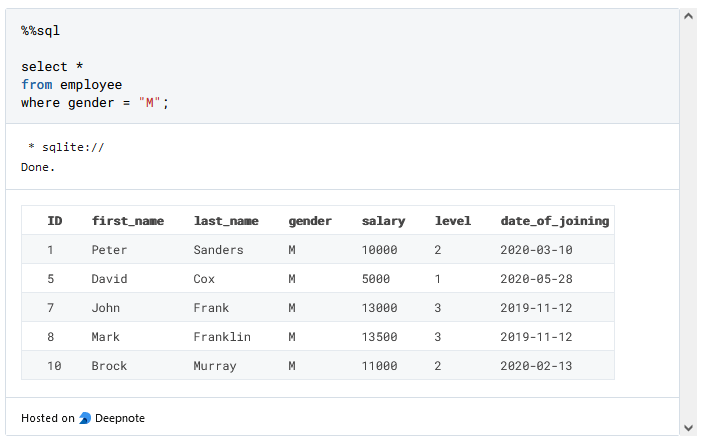 %%sql
select *
from employee
where gender = "M";
* sqlite://
Done.
ID first_name last_name gender salary level date_of_joining
1 Peter Sanders M 10000 2 2020-03-10
5 David Cox M 5000 1 2020-05-28
7 John Frank M 13000 3 2019-11-12
8 Mark Franklin M 13500 3 2019-11-12
10 Brock Murray M 11000 2 2020-02-13
Hosted on Deepnote